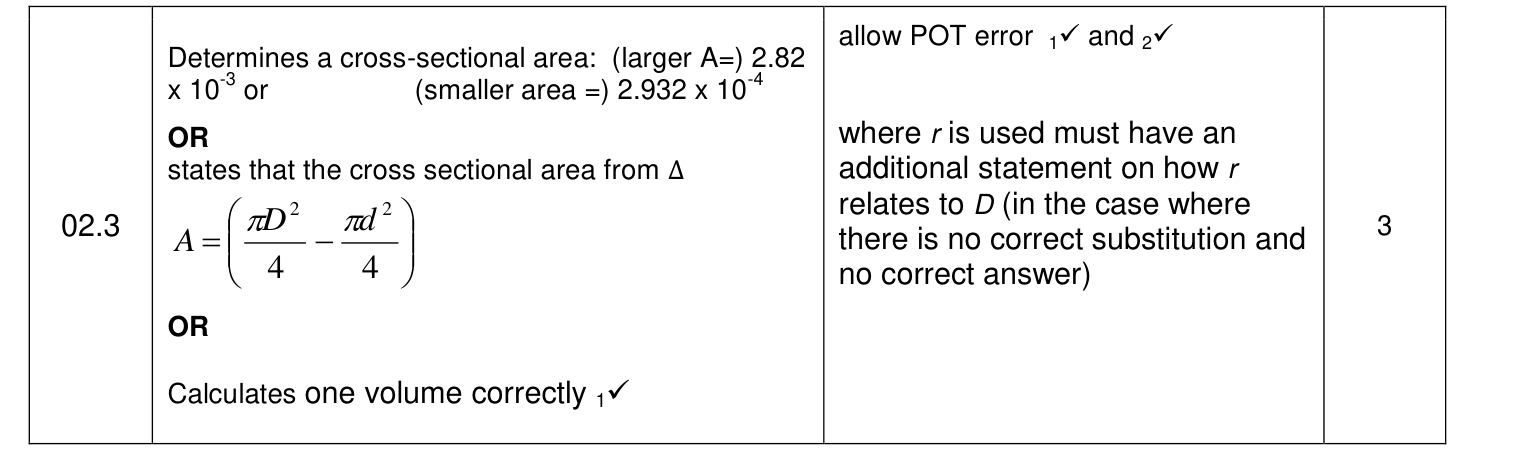 02.3
Determines a cross-sectional area: (larger A=) 2.82
x 10⁻³ or (smaller area =) 2.932 x 10⁻⁴
OR
states that the cross sectional area from Δ
A = (πD²/4 − πd²/4)
OR
Calculates one volume correctly ₁✓
allow POT error ₁✓ and ₂✓
where r is used must have an
additional statement on how r
relates to D (in the case where
there is no correct substitution and
no correct answer)
3